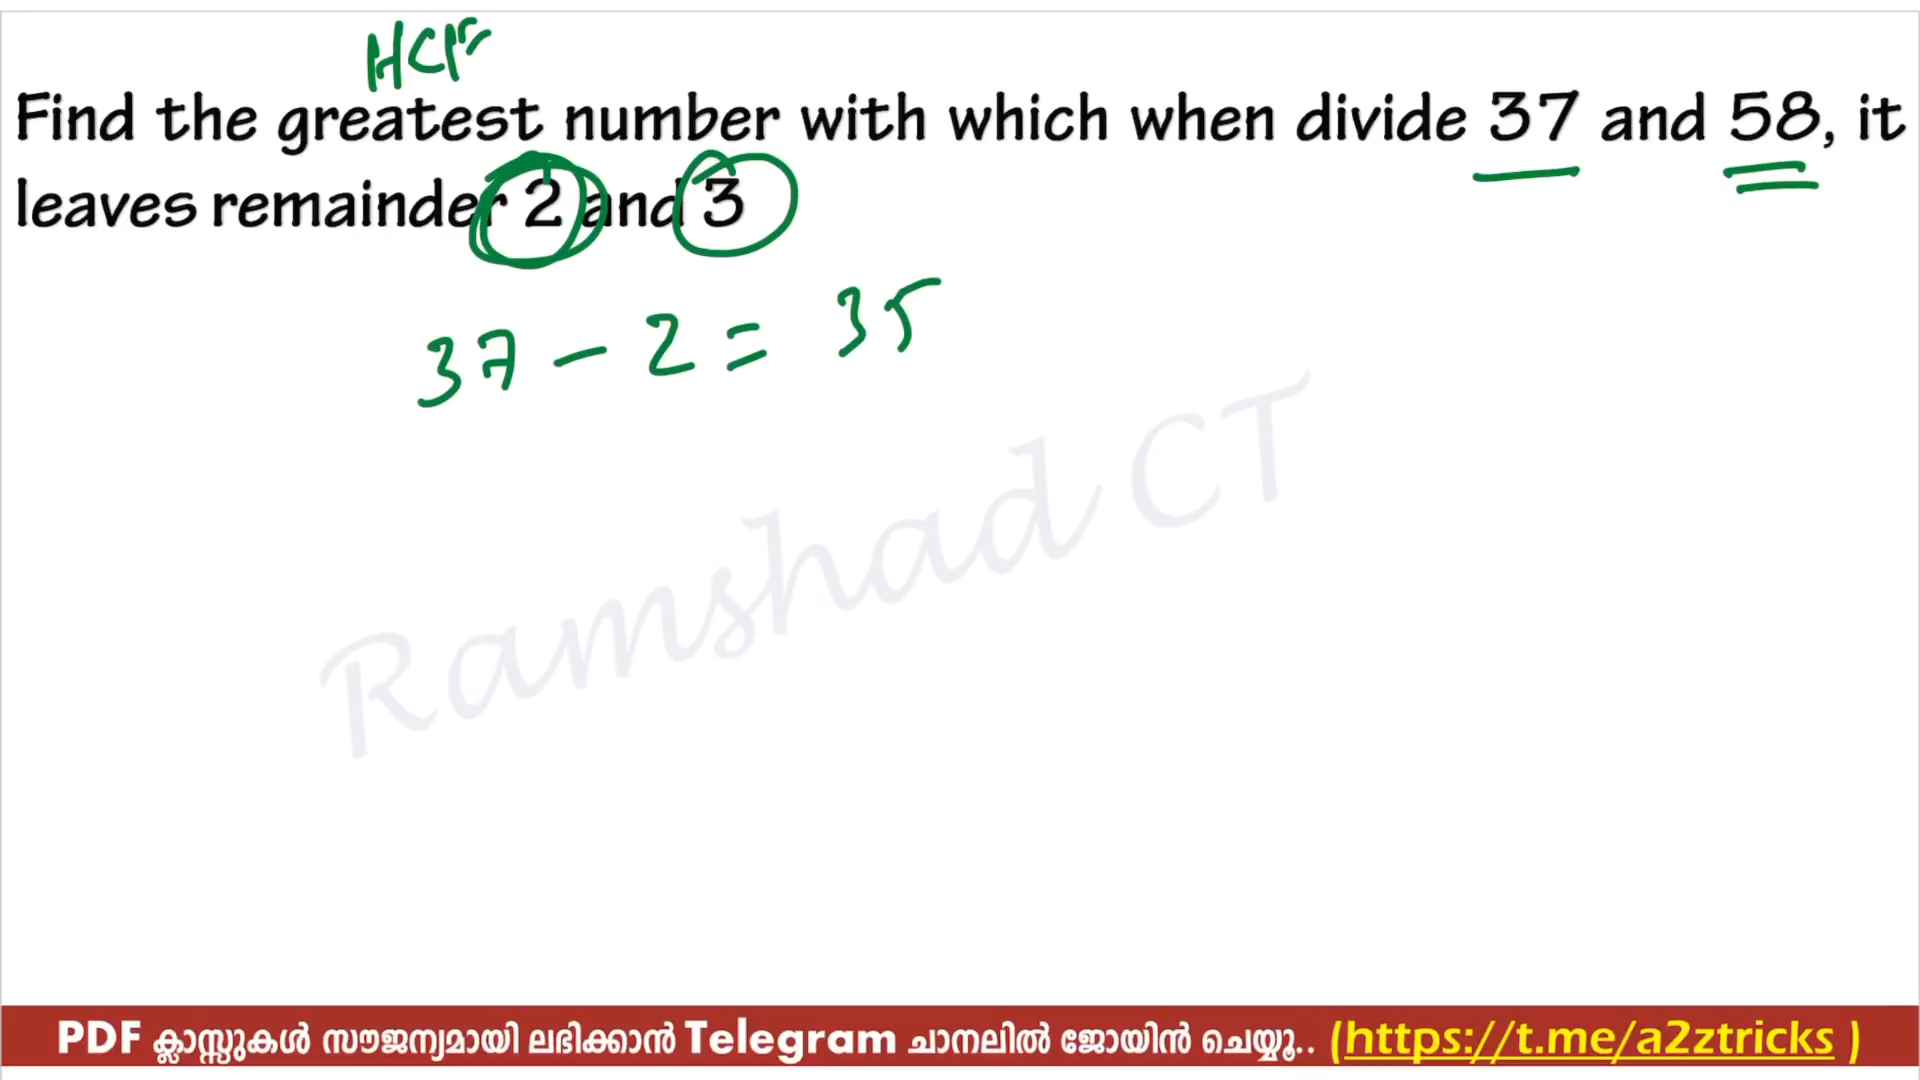 HCF
Find the greatest number with which when divide 37 and 58, it
leaves remainder 2 and 3
37 - 2 = 35
Ramshad CT
PDF ക്ലാസ്സുകൾ സൗജന്യമായി ലഭിക്കാൻ Telegram ചാനലിൽ ജോയിൻ ചെയ്യൂ.. (https://t.me/a2ztricks )